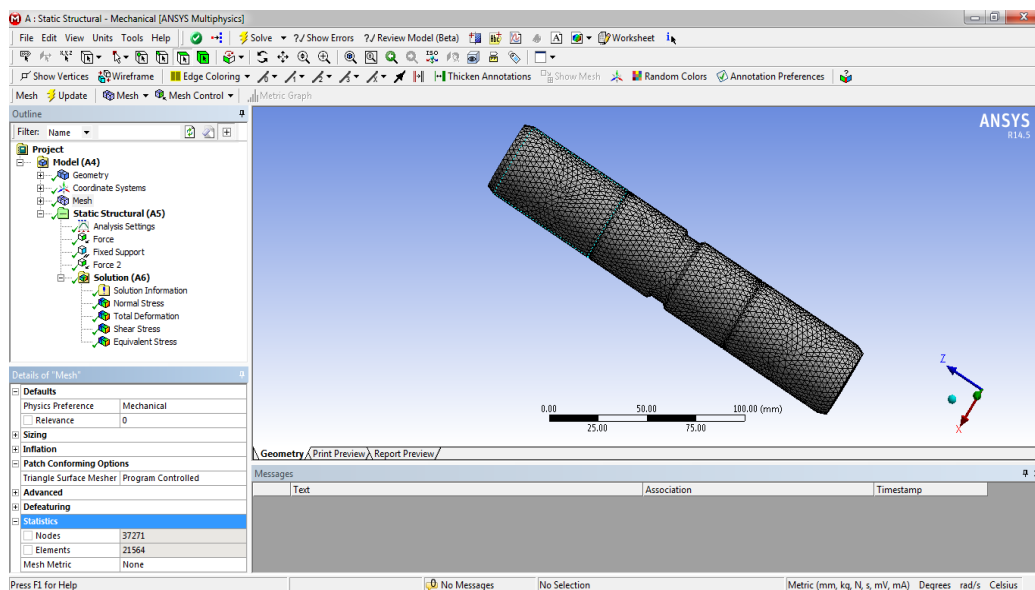 A : Static Structural - Mechanical [ANSYS Multiphysics]
File Edit View Units Tools Help Solve ?/ Show Errors ?/ Review Model (Beta) A Worksheet
Show Vertices Wireframe Edge Coloring Thicken Annotations Show Mesh Random Colors Annotation Preferences
Mesh Update Mesh Mesh Control Metric Graph
Outline
Filter: Name
Project
Model (A4)
Geometry
Coordinate Systems
Mesh
Static Structural (A5)
Analysis Settings
Force
Fixed Support
Force 2
Solution (A6)
Solution Information
Normal Stress
Total Deformation
Shear Stress
Equivalent Stress
Details of "Mesh"
Defaults
Physics Preference Mechanical
Relevance 0
Sizing
Inflation
Patch Conforming Options
Triangle Surface Mesher Program Controlled
Advanced
Defeaturing
Statistics
Nodes 37271
Elements 21564
Mesh Metric None
ANSYS
R14.5
Z
X
0.00 50.00 100.00 (mm)
25.00 75.00
Geometry Print Preview Report Preview
Messages
Text Association Timestamp
Press F1 for Help No Messages No Selection Metric (mm, kg, N, s, mV, mA) Degrees rad/s Celsius